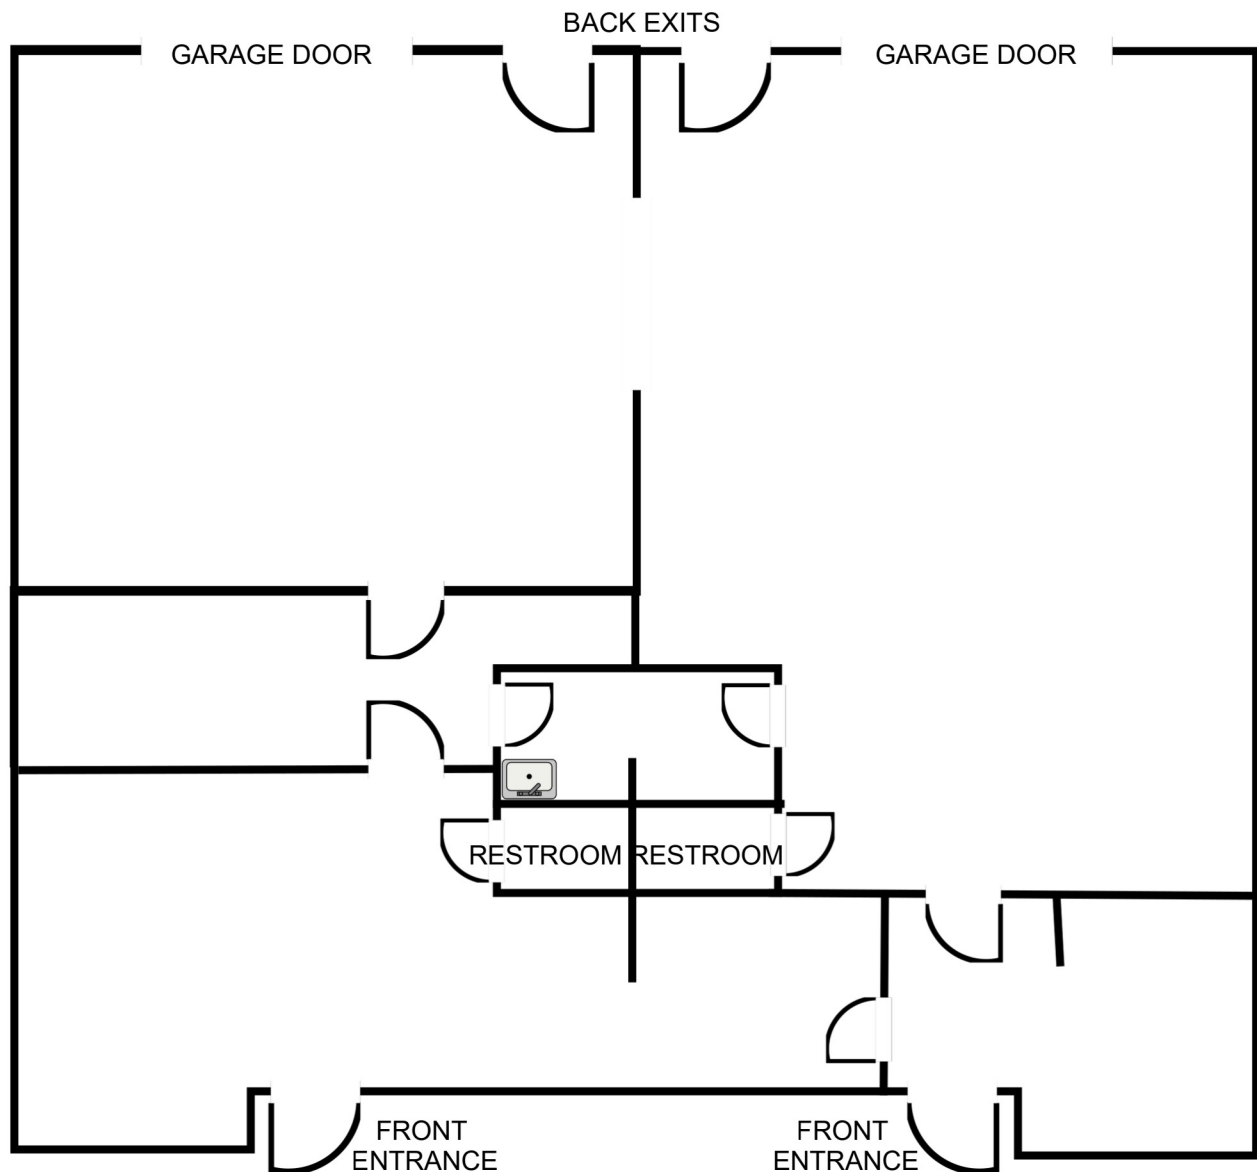 BACK EXITS
GARAGE DOOR
GARAGE DOOR
RESTROOM
RESTROOM
FRONT
ENTRANCE
FRONT
ENTRANCE